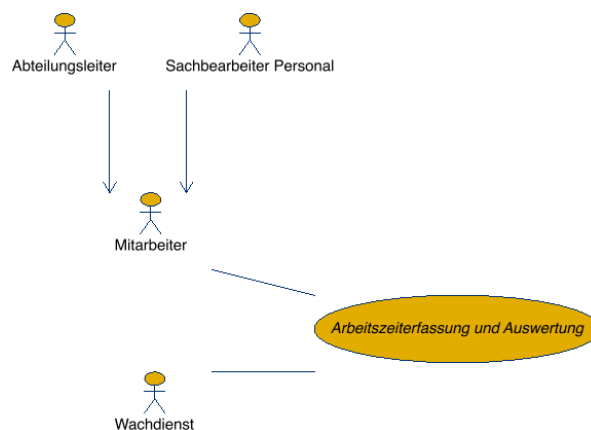 Abteilungsleiter
Sachbearbeiter Personal
Mitarbeiter
Arbeitszeiterfassung und Auswertung
Wachdienst